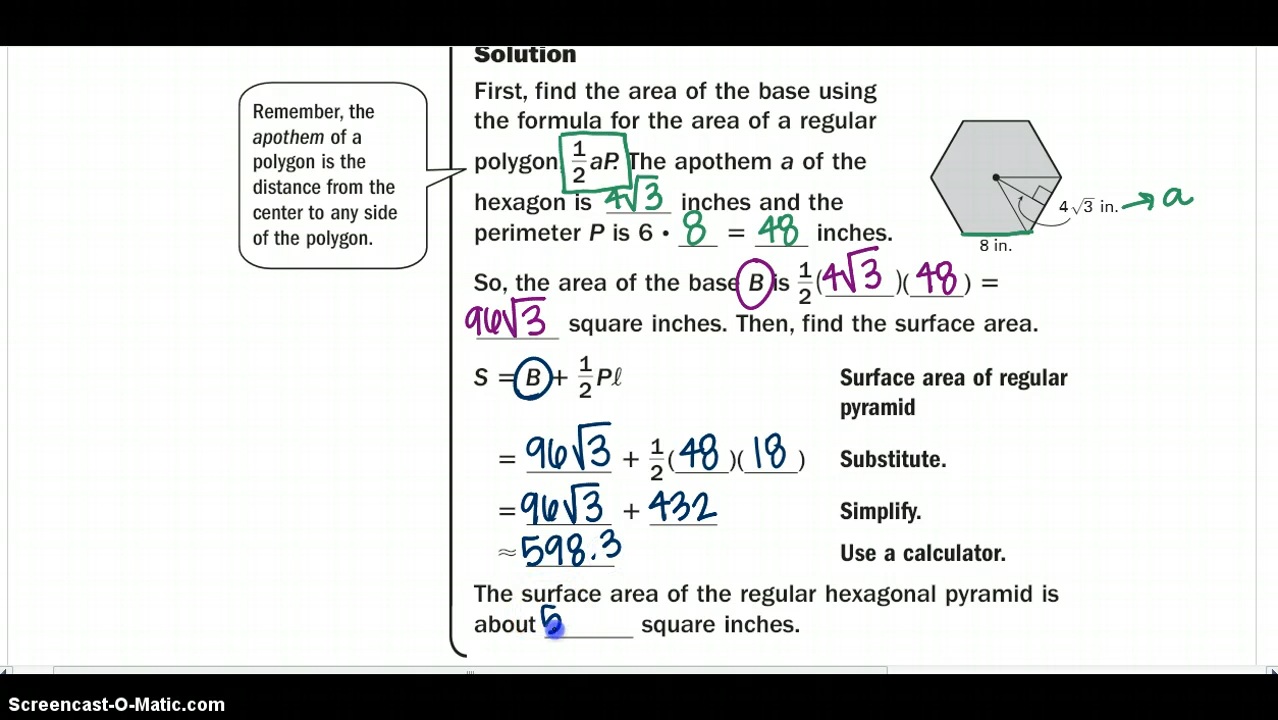 Solution
Remember, the
apothem of a
polygon is the
distance from the
center to any side
of the polygon.
First, find the area of the base using
the formula for the area of a regular
polygon 1/2 aP. The apothem a of the
hexagon is 4√3 inches and the
perimeter P is 6 • 8 = 48 inches.
4√3 in. → a
8 in.
So, the area of the base B is 1/2(4√3)(48) =
96√3 square inches. Then, find the surface area.
S = B + 1/2 Pℓ Surface area of regular
pyramid
= 96√3 + 1/2(48)(18) Substitute.
= 96√3 + 432 Simplify.
≈ 598.3 Use a calculator.
The surface area of the regular hexagonal pyramid is
about 5 square inches.
Screencast-O-Matic.com